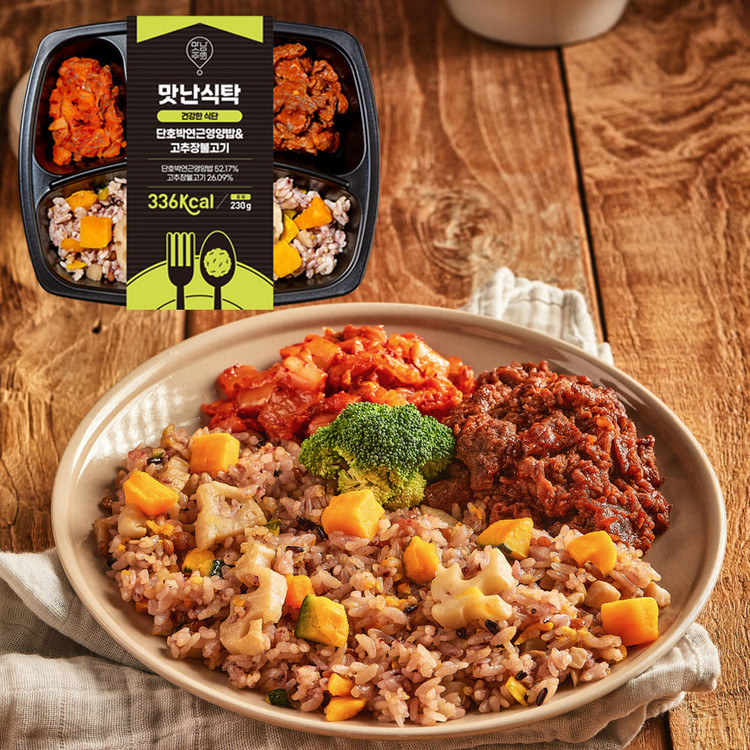 맛남
주의
맛난식탁
건강한 식단
단호박연근영양밥&
고추장불고기
단호박연근영양밥 52.17%
고추장불고기 26.09%
336Kcal / 230g